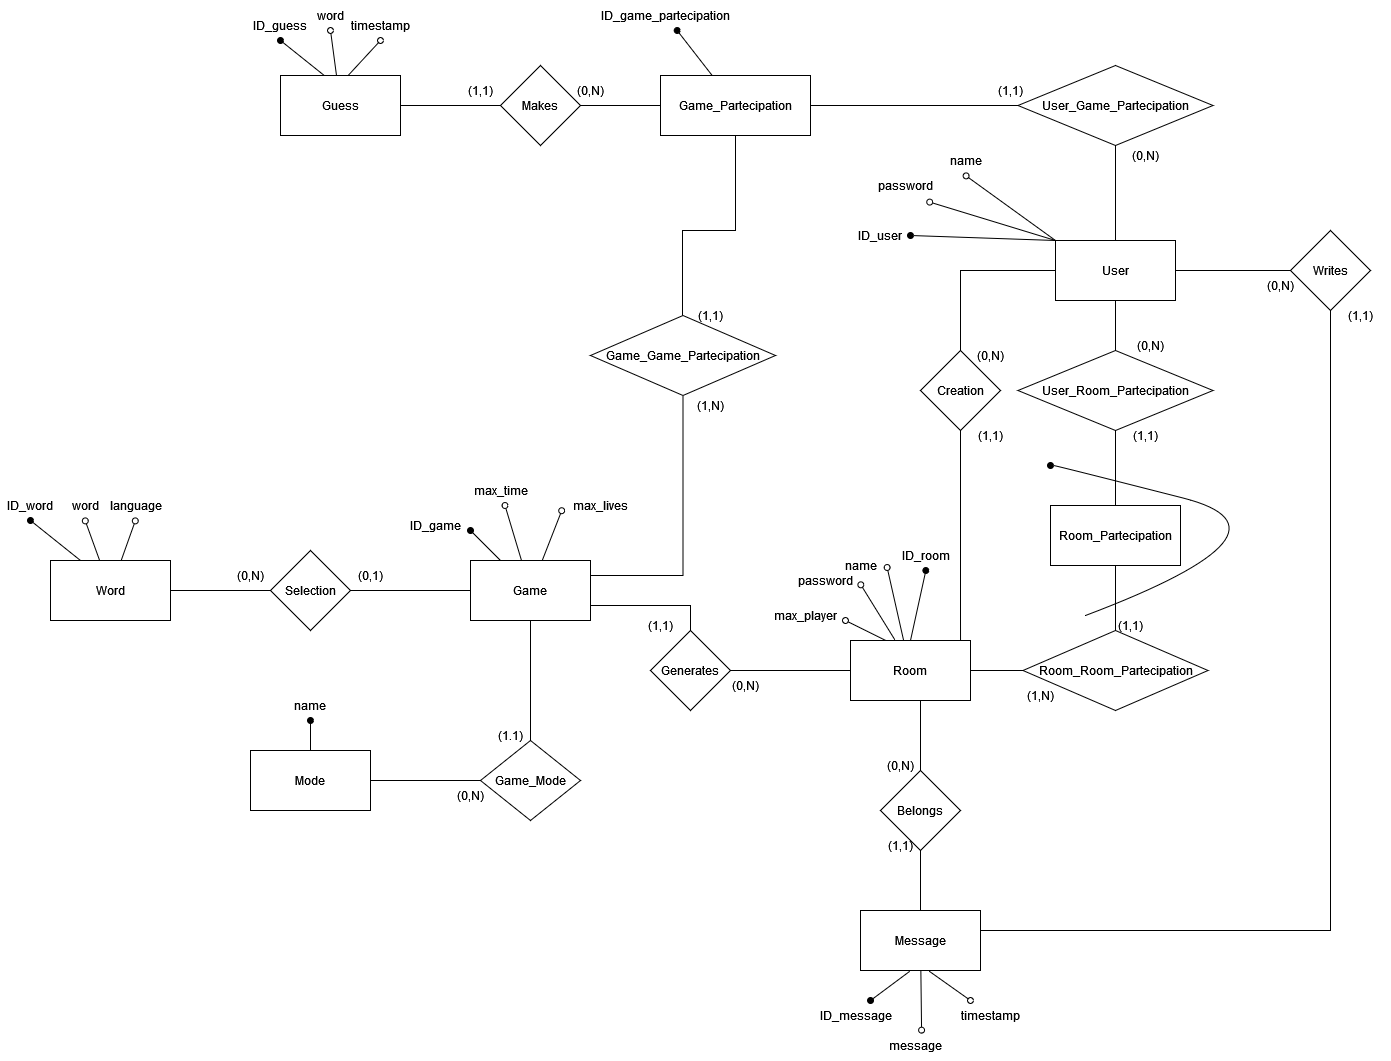 ID_guess
word
timestamp
ID_game_partecipation
Guess
(1,1)
Makes
(0,N)
Game_Partecipation
(1,1)
User_Game_Partecipation
(0,N)
name
password
ID_user
User
(0,N)
Writes
(1,1)
(1,1)
Game_Game_Partecipation
(1,N)
(0,N)
Creation
(1,1)
(0,N)
User_Room_Partecipation
(1,1)
ID_word
word
language
max_time
ID_game
max_lives
Room_Partecipation
Word
(0,N)
Selection
(0,1)
Game
ID_room
name
password
max_player
(1,1)
Generates
(0,N)
Room
(1,1)
Room_Room_Partecipation
(1,N)
name
Mode
(0,N)
(1.1)
Game_Mode
(0,N)
Belongs
(1,1)
Message
ID_message
timestamp
message